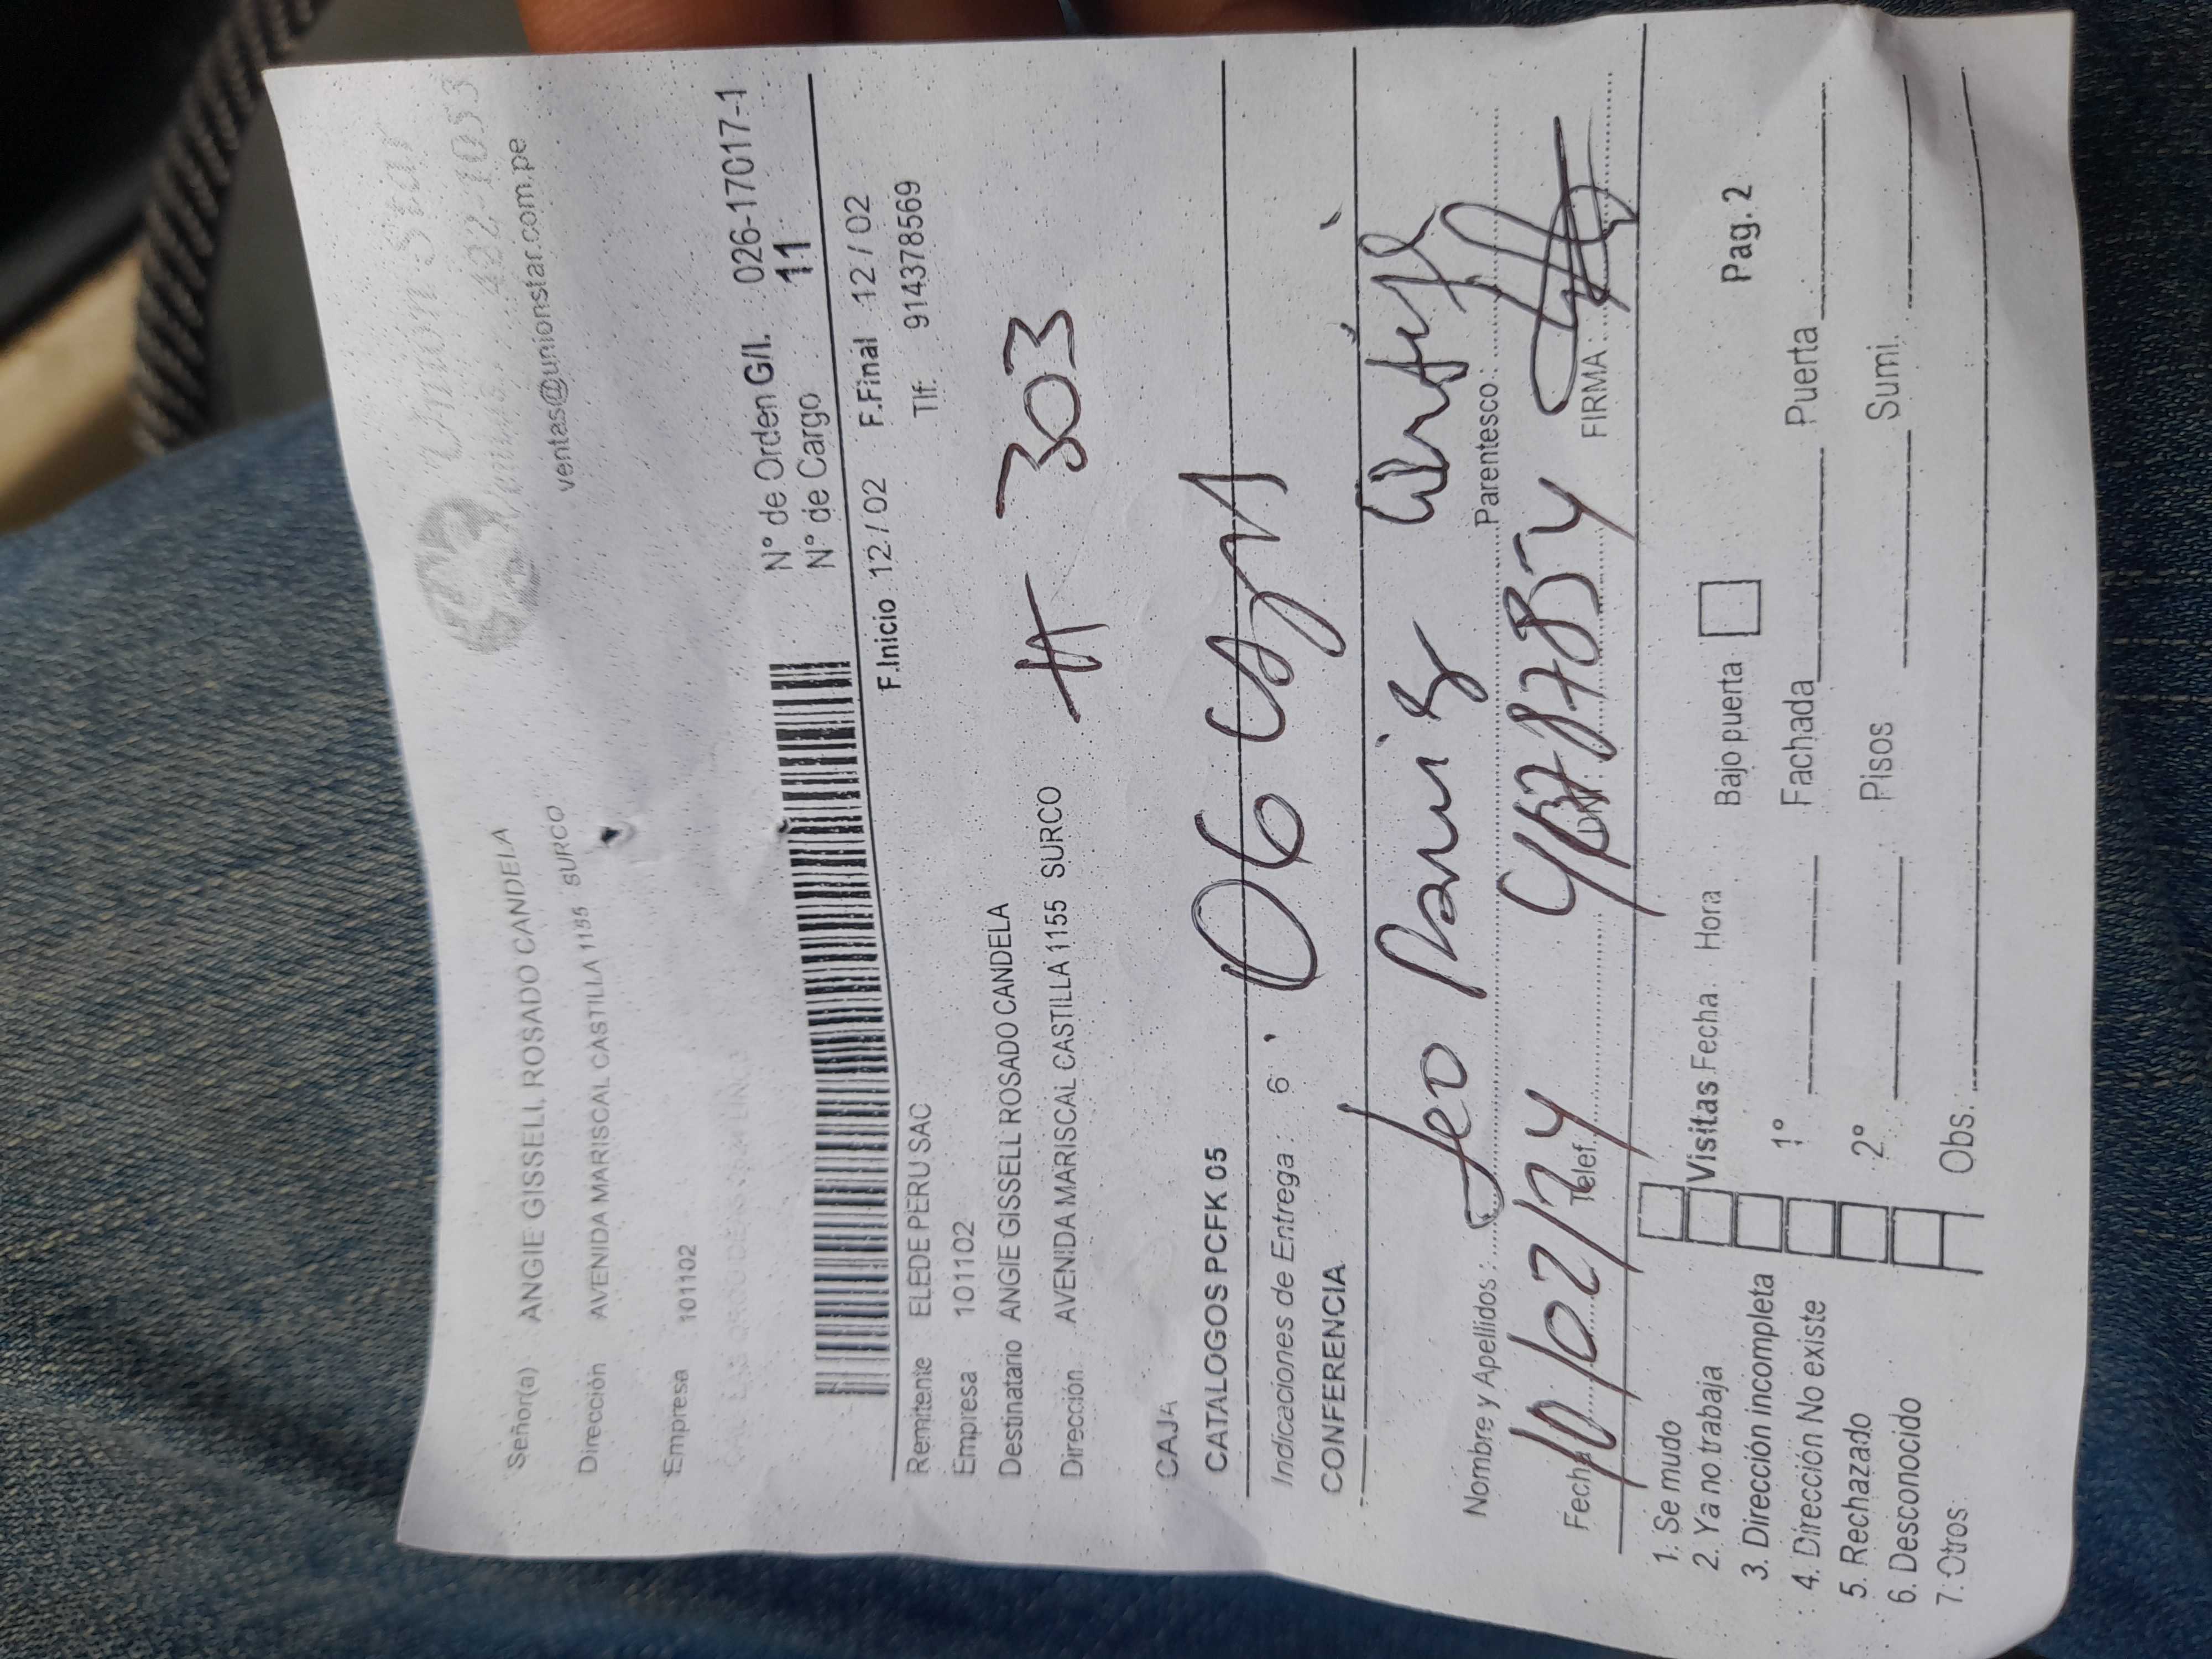 Union Star
ventas@unionstar.com.pe
Señor(a) ANGIE GISSELL ROSADO CANDELA
Dirección AVENIDA MARISCAL CASTILLA 1155 SURCO
Empresa 101102
N° de Orden G/I. 026-17017-1
N° de Cargo 11
F.Inicio 12 / 02 F.Final 12 / 02
Remitente ELEDE PERU SAC Tlf: 914378569
Empresa 101102
Destinatario ANGIE GISSELL ROSADO CANDELA
Dirección AVENIDA MARISCAL CASTILLA 1155 SURCO
# 303
CAJA
CATALOGOS PCFK 05
06
Indicaciones de Entrega : 6
CONFERENCIA
Nombre y Apellidos : Leo Ramirez
Parentesco :
Fecha 10/02/24 Telef. DNI: FIRMA :
1. Se mudo
2. Ya no trabaja Visitas Fecha Hora Bajo puerta Pag. 2
3. Dirección incompleta
4. Dirección No existe 1° Fachada Puerta
5. Rechazado
6. Desconocido 2° Pisos Sumi.
7. Otros Obs.